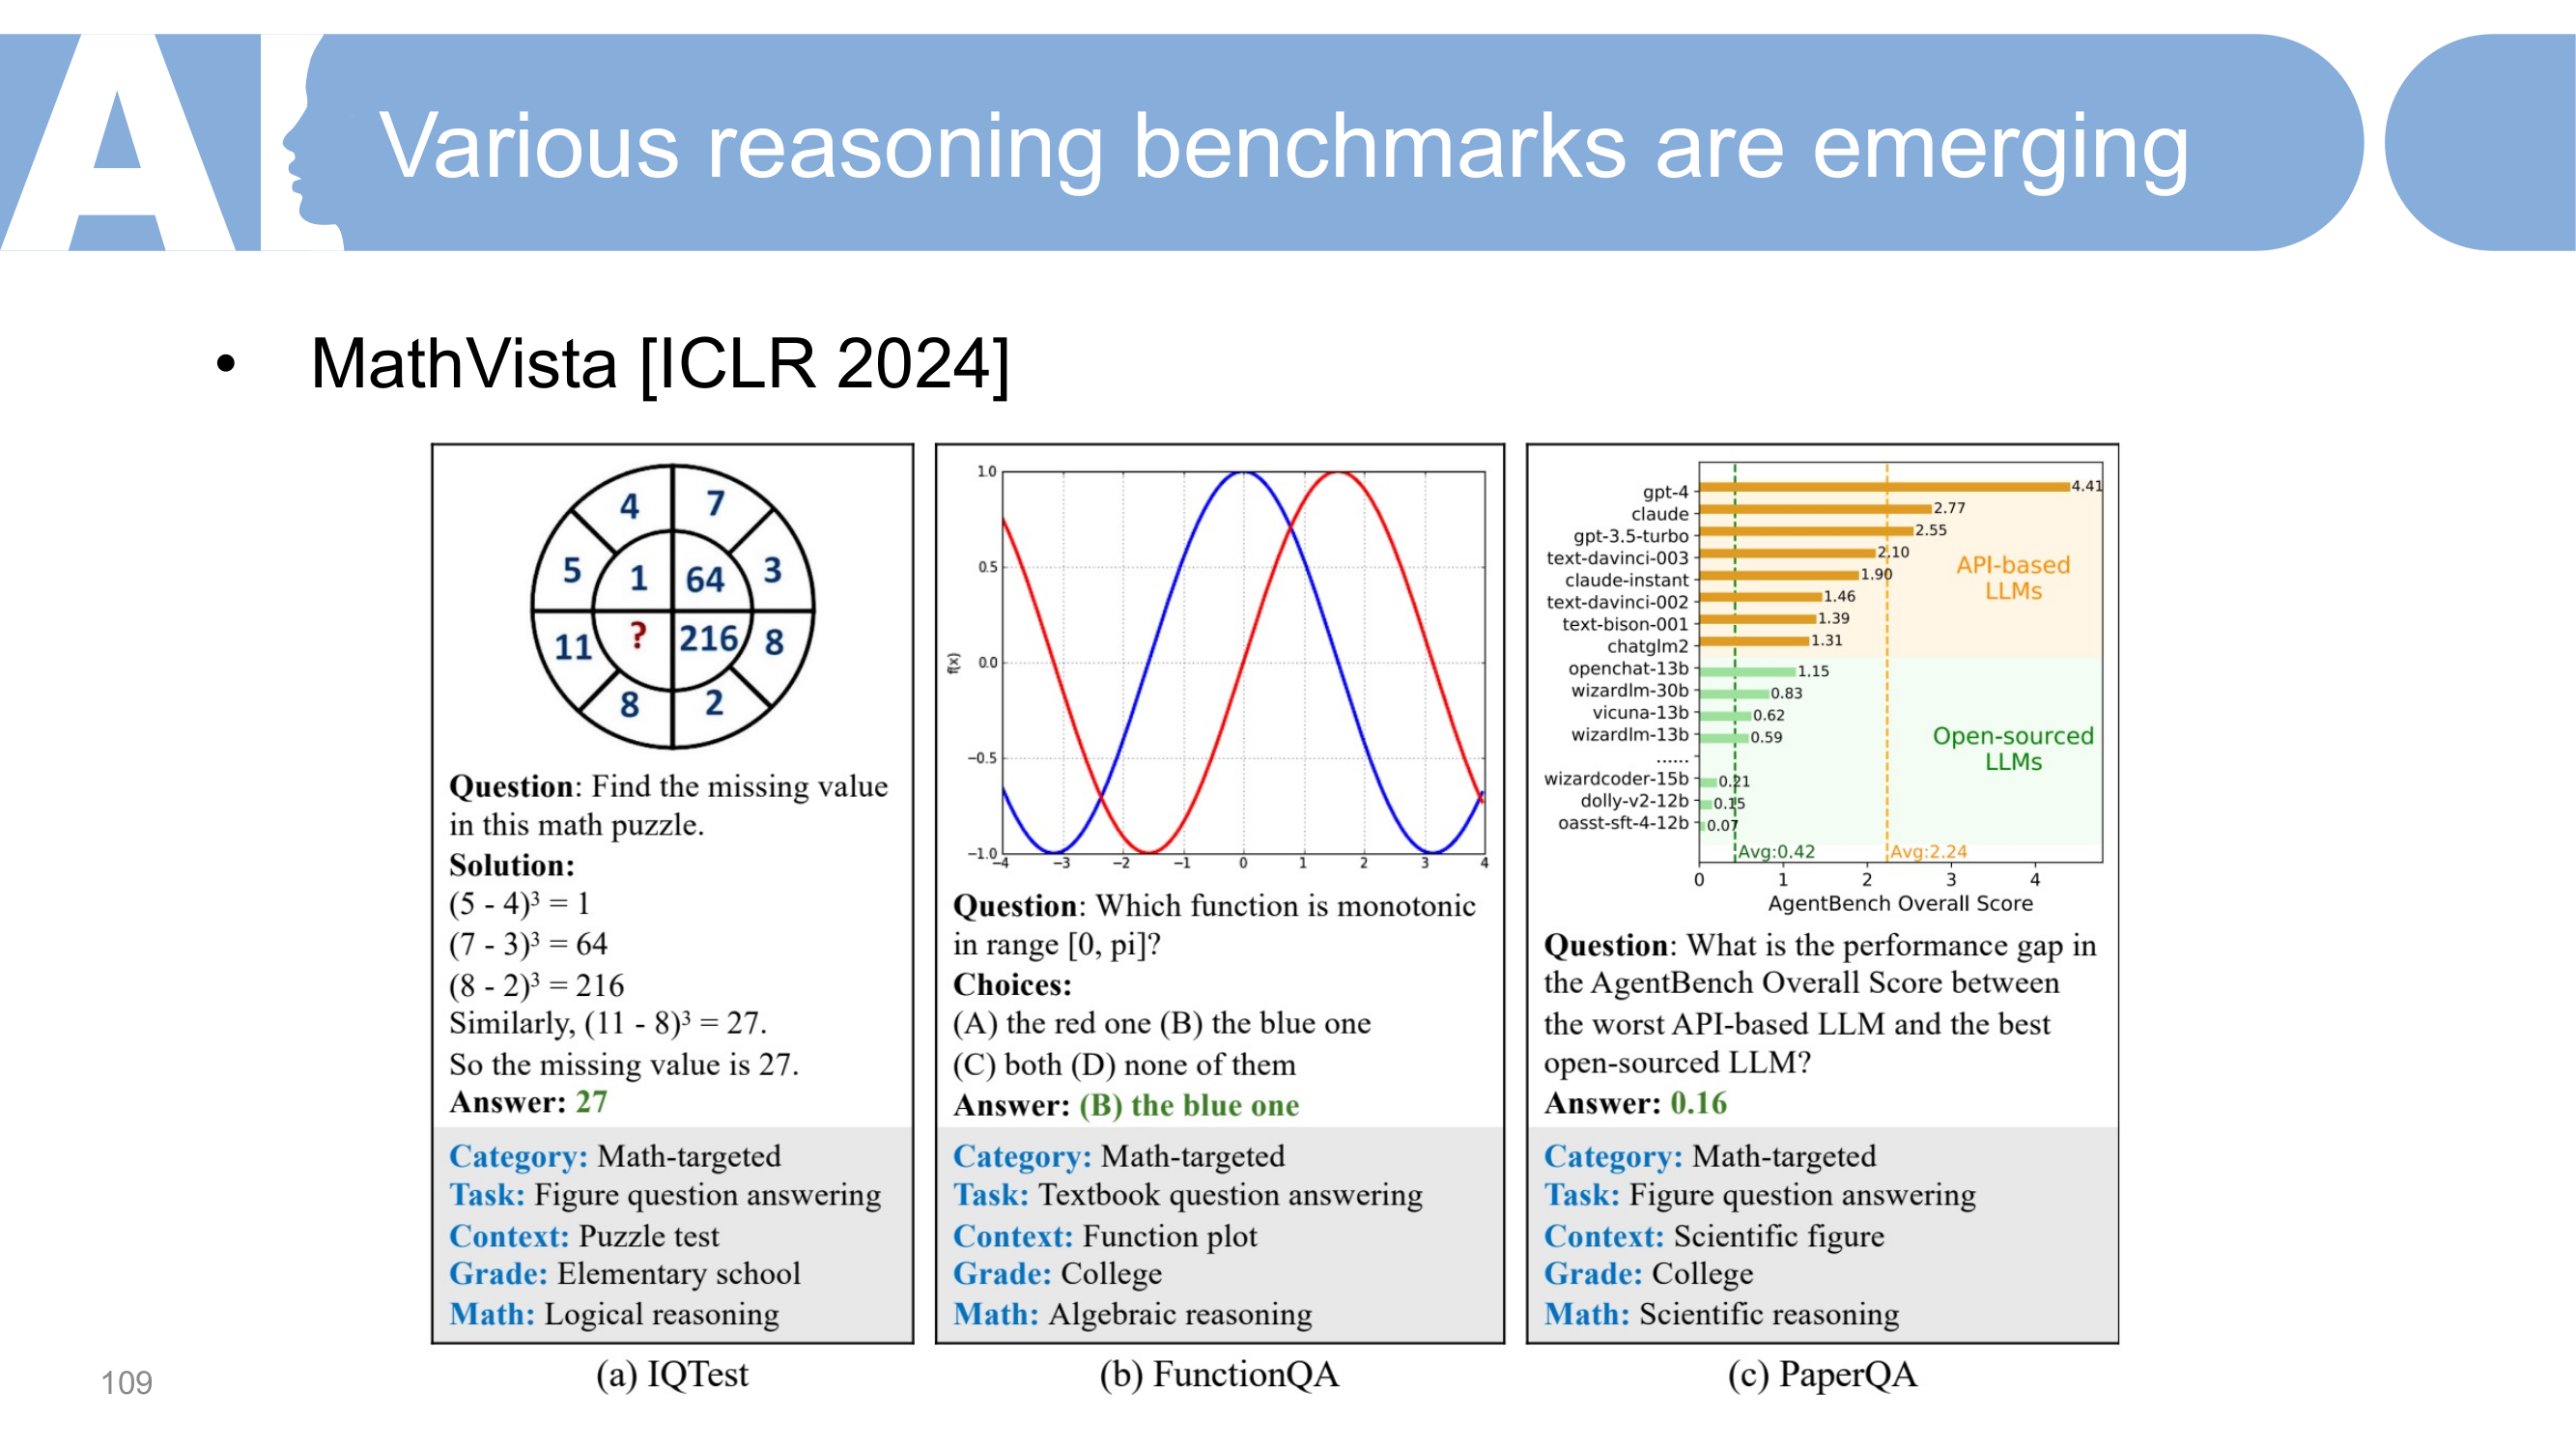 AI
Various reasoning benchmarks are emerging
• MathVista [ICLR 2024]
4 7
5 1 64 3
11 ? 216 8
8 2
Question: Find the missing value
in this math puzzle.
Solution:
(5 - 4)³ = 1
(7 - 3)³ = 64
(8 - 2)³ = 216
Similarly, (11 - 8)³ = 27.
So the missing value is 27.
Answer: 27
Category: Math-targeted
Task: Figure question answering
Context: Puzzle test
Grade: Elementary school
Math: Logical reasoning
(a) IQTest
1.0
0.5
0.0
−0.5
−1.0
f(x)
−4 −3 −2 −1 0 1 2 3 4
Question: Which function is monotonic
in range [0, pi]?
Choices:
(A) the red one (B) the blue one
(C) both (D) none of them
Answer: (B) the blue one
Category: Math-targeted
Task: Textbook question answering
Context: Function plot
Grade: College
Math: Algebraic reasoning
(b) FunctionQA
gpt-4 4.41
claude 2.77
gpt-3.5-turbo 2.55
text-davinci-003 2.10
claude-instant 1.90
text-davinci-002 1.46
text-bison-001 1.39
chatglm2 1.31
API-based
LLMs
openchat-13b 1.15
wizardlm-30b 0.83
vicuna-13b 0.62
wizardlm-13b 0.59
......
wizardcoder-15b 0.21
dolly-v2-12b 0.15
oasst-sft-4-12b 0.07
Open-sourced
LLMs
Avg:0.42 Avg:2.24
0 1 2 3 4
AgentBench Overall Score
Question: What is the performance gap in
the AgentBench Overall Score between
the worst API-based LLM and the best
open-sourced LLM?
Answer: 0.16
Category: Math-targeted
Task: Figure question answering
Context: Scientific figure
Grade: College
Math: Scientific reasoning
(c) PaperQA
109